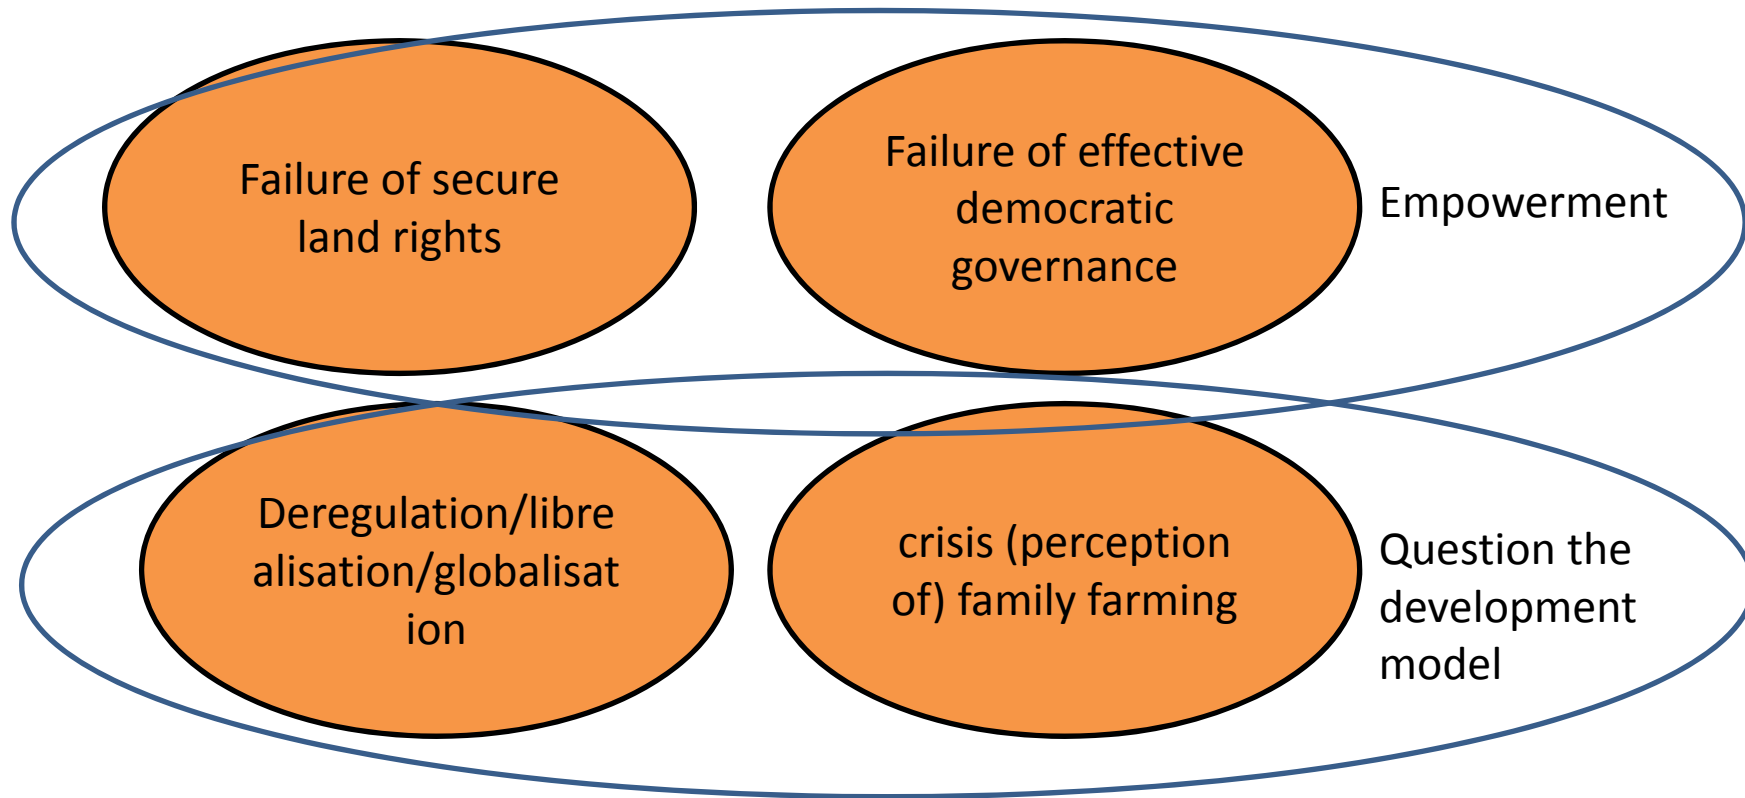 Failure of secure
land rights
Failure of effective
democratic
governance
Empowerment
Deregulation/libre
alisation/globalisat
ion
crisis (perception
of) family farming
Question the
development
model